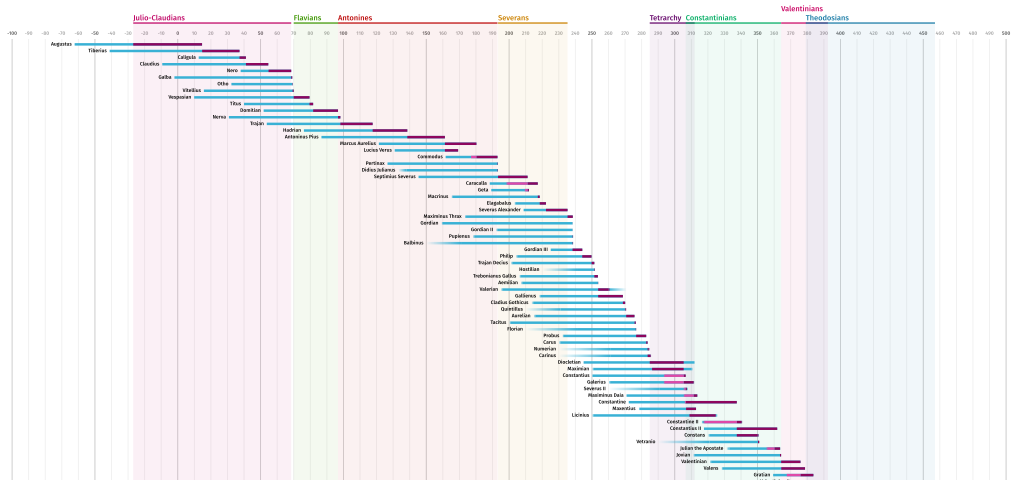 Valentinians
Julio-Claudians Flavians Antonines Severans Tetrarchy Constantinians Theodosians
-100 -90 -80 -70 -60 -50 -40 -30 -20 -10 0 10 20 30 40 50 60 70 80 90 100 110 120 130 140 150 160 170 180 190 200 210 220 230 240 250 260 270 280 290 300 310 320 330 340 350 360 370 380 390 400 410 420 430 440 450 460 470 480 490 500
Augustus
Tiberius
Caligula
Claudius
Nero
Galba
Otho
Vitellius
Vespasian
Titus
Domitian
Nerva
Trajan
Hadrian
Antoninus Pius
Marcus Aurelius
Lucius Verus
Commodus
Pertinax
Didius Julianus
Septimius Severus
Caracalla
Geta
Macrinus
Elagabalus
Severus Alexander
Maximinus Thrax
Gordian
Gordian II
Pupienus
Balbinus
Gordian III
Philip
Trajan Decius
Hostilian
Trebonianus Gallus
Aemilian
Valerian
Gallienus
Cladius Gothicus
Quintillus
Aurelian
Tacitus
Florian
Probus
Carus
Numerian
Carinus
Diocletian
Maximian
Constantius
Galerius
Severus II
Maximinus Daia
Constantine
Maxentius
Licinius
Constantine II
Constantius II
Constans
Vetranio
Julian the Apostate
Jovian
Valentinian
Valens
Gratian